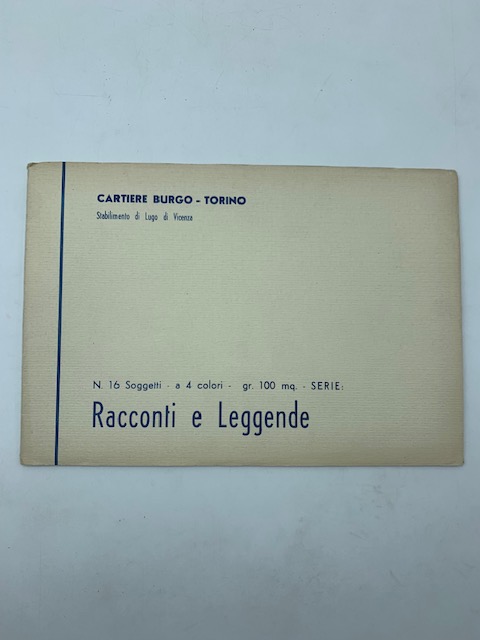 CARTIERE BURGO - TORINO
Stabilimento di Lugo di Vicenza
N. 16 Soggetti - a 4 colori - gr. 100 mq. - SERIE:
Racconti e Leggende